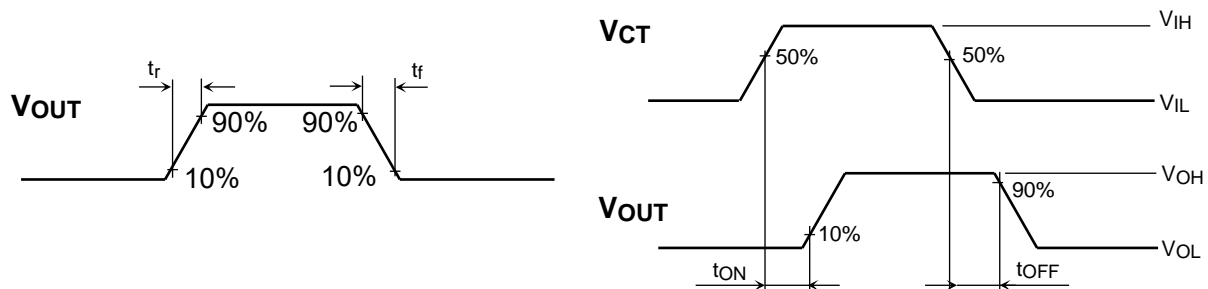 tr
tf
VOUT
90%
90%
10%
10%
VCT
VIH
50%
50%
VIL
VOH
90%
VOUT
10%
VOL
tON
tOFF